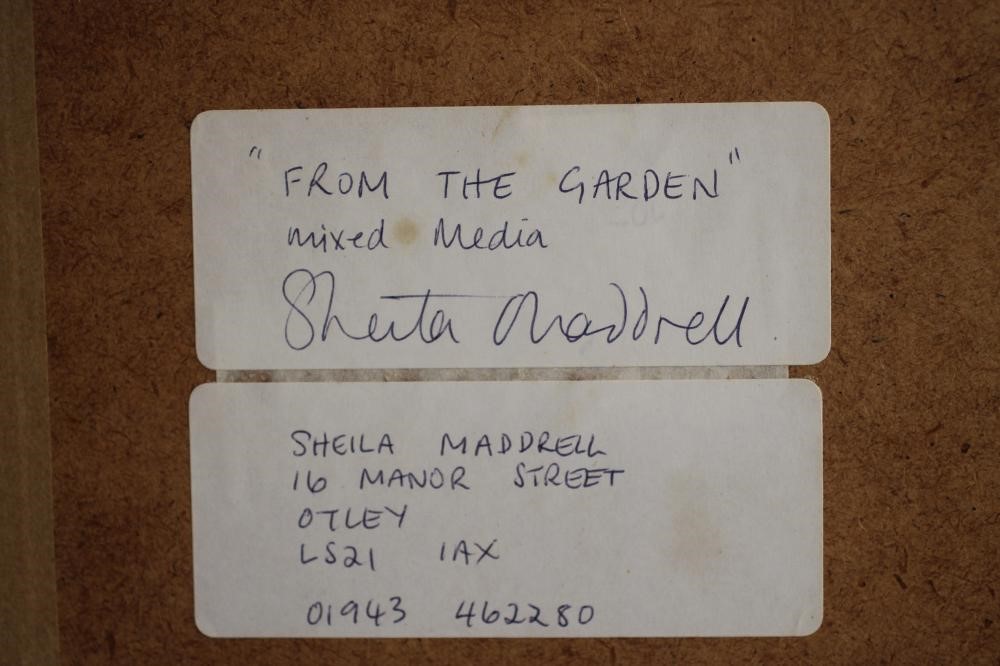 "FROM THE GARDEN"
mixed Media
Sheila Maddrell.
SHEILA MADDRELL
16 MANOR STREET
OTLEY
LS21 1AX
01943 462280